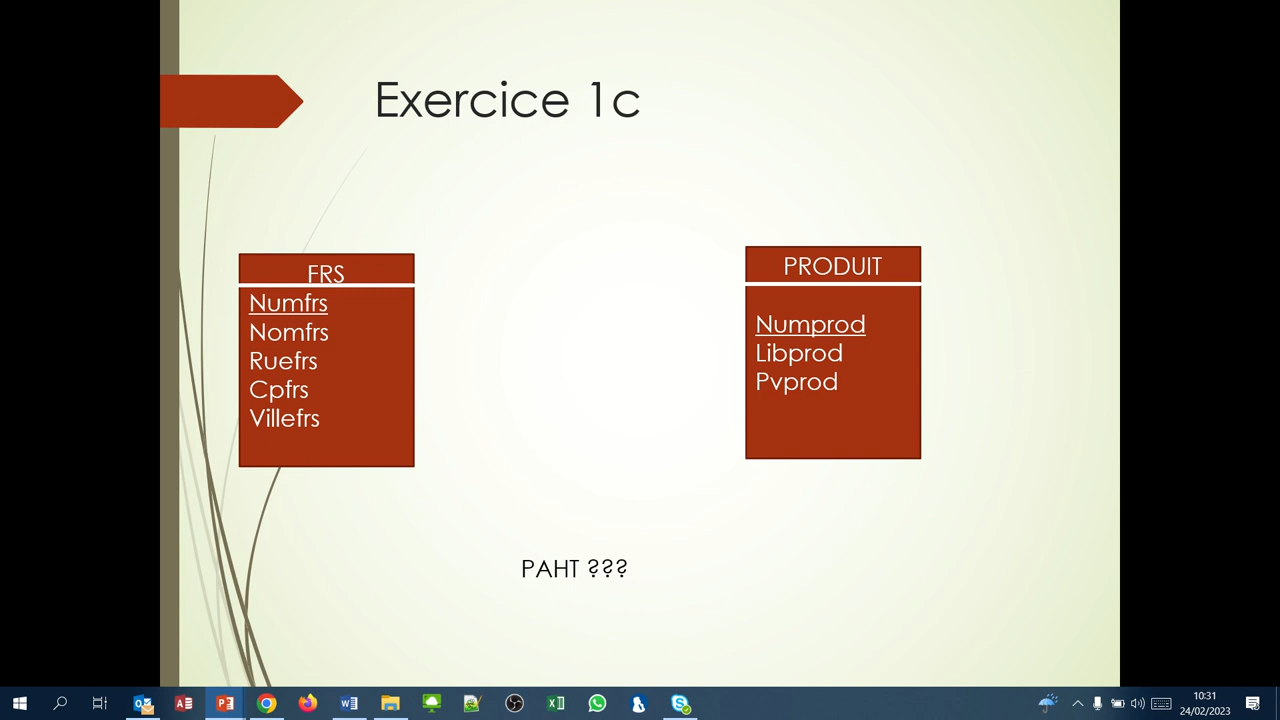 Exercice 1c
FRS
Numfrs
Nomfrs
Ruefrs
Cpfrs
Villefrs
PRODUIT
Numprod
Libprod
Pvprod
PAHT ???
10:31
24/02/2023